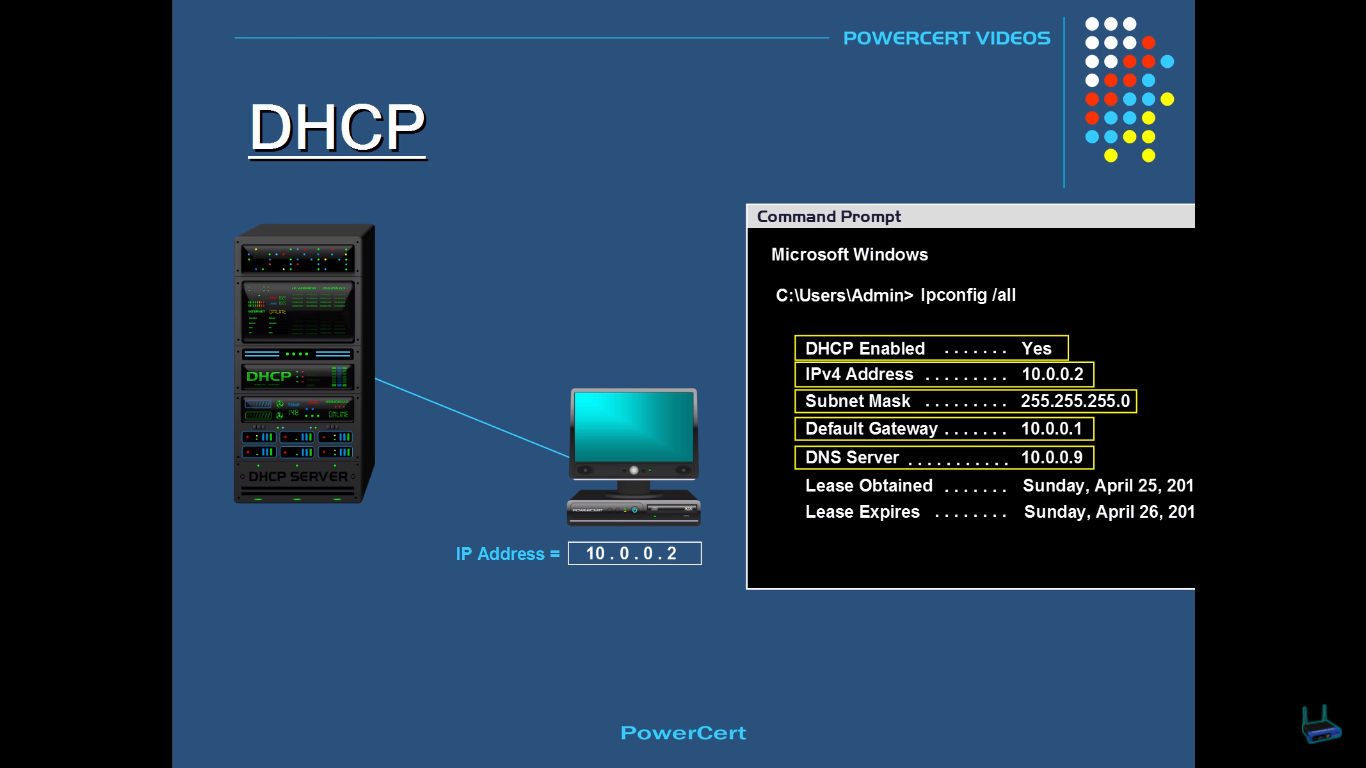 POWERCERT VIDEOS
DHCP
Command Prompt
Microsoft Windows
C:\Users\Admin> Ipconfig /all
DHCP Enabled ....... Yes
IPv4 Address ......... 10.0.0.2
Subnet Mask ......... 255.255.255.0
Default Gateway ....... 10.0.0.1
DNS Server ........... 10.0.0.9
Lease Obtained ....... Sunday, April 25, 201
Lease Expires ........ Sunday, April 26, 201
DHCP
ONLINE
DHCP SERVER
POWERCERT
IP Address = 10.0.0.2
PowerCert